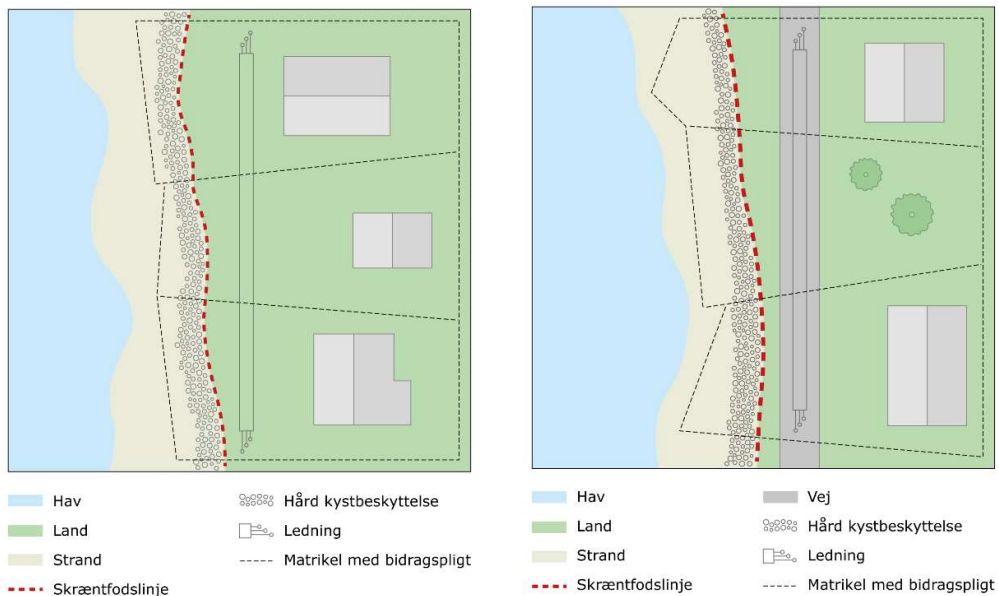 Hav
Land
Strand
Skræntfodslinje
Hård kystbeskyttelse
Ledning
Matrikel med bidragspligt
Hav
Land
Strand
Skræntfodslinje
Vej
Hård kystbeskyttelse
Ledning
Matrikel med bidragspligt